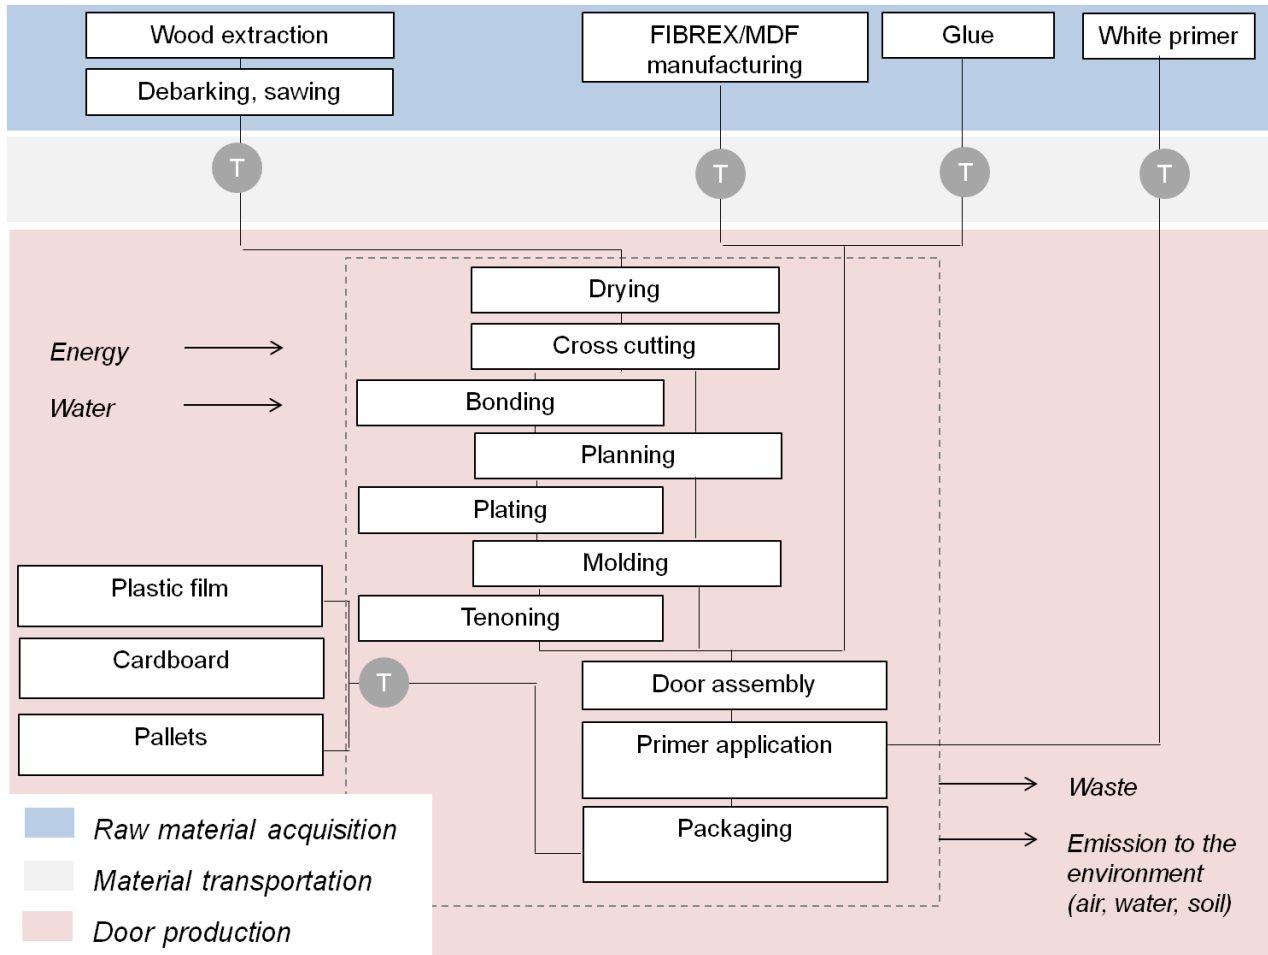 Wood extraction
FIBREX/MDF
manufacturing
Glue
White primer
Debarking, sawing
T
T
T
T
Drying
Energy
Cross cutting
Water
Bonding
Planning
Plating
Molding
Plastic film
Tenoning
Cardboard
T
Door assembly
Pallets
Primer application
Waste
Packaging
Emission to the
environment
(air, water, soil)
Raw material acquisition
Material transportation
Door production